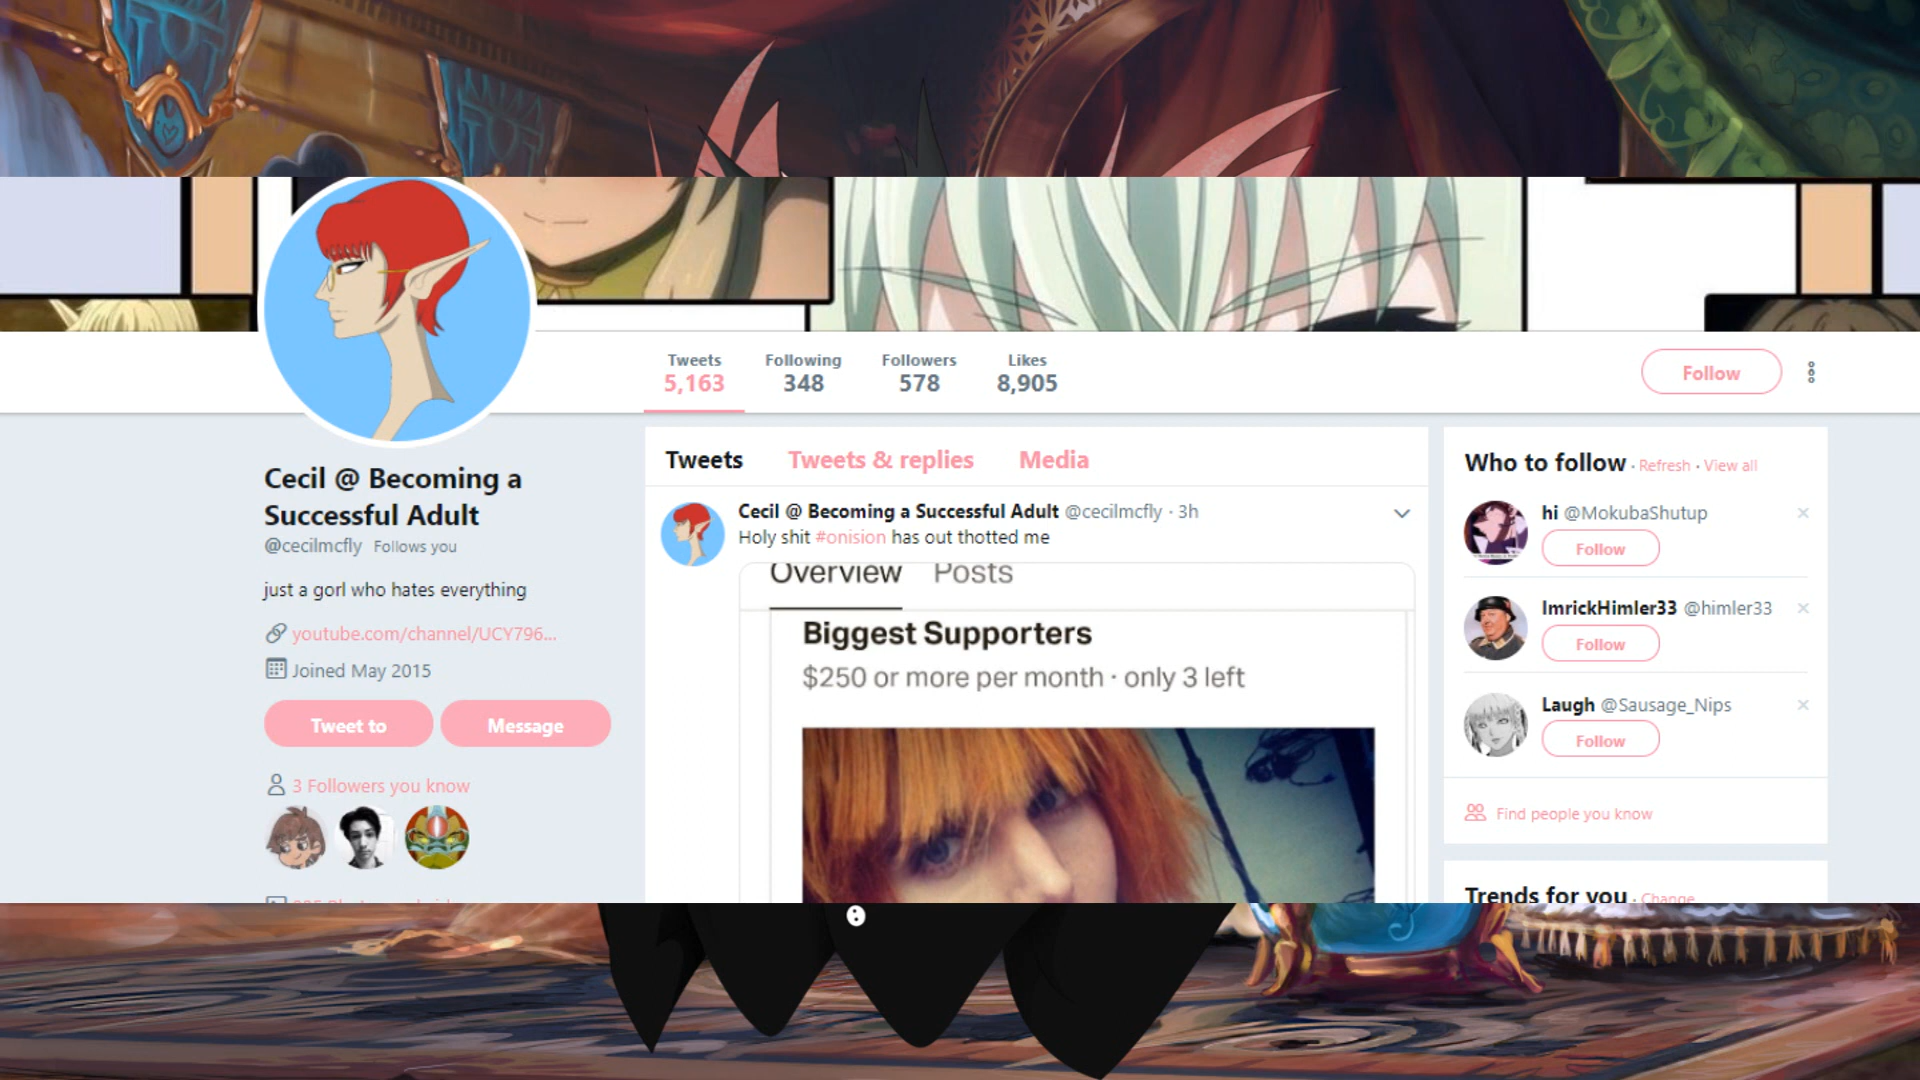 Tweets
5,163
Following
348
Followers
578
Likes
8,905
Follow
Cecil @ Becoming a
Successful Adult
@cecilmcfly Follows you
just a gorl who hates everything
youtube.com/channel/UCY796...
Joined May 2015
Tweet to
Message
3 Followers you know
Tweets Tweets & replies Media
Cecil @ Becoming a Successful Adult @cecilmcfly · 3h
Holy shit #onision has out thotted me
Overview Posts
Biggest Supporters
$250 or more per month · only 3 left
Who to follow · Refresh · View all
hi @MokubaShutup
Follow
ImrickHimler33 @himler33
Follow
Laugh @Sausage_Nips
Follow
Find people you know
Trends for you · Change